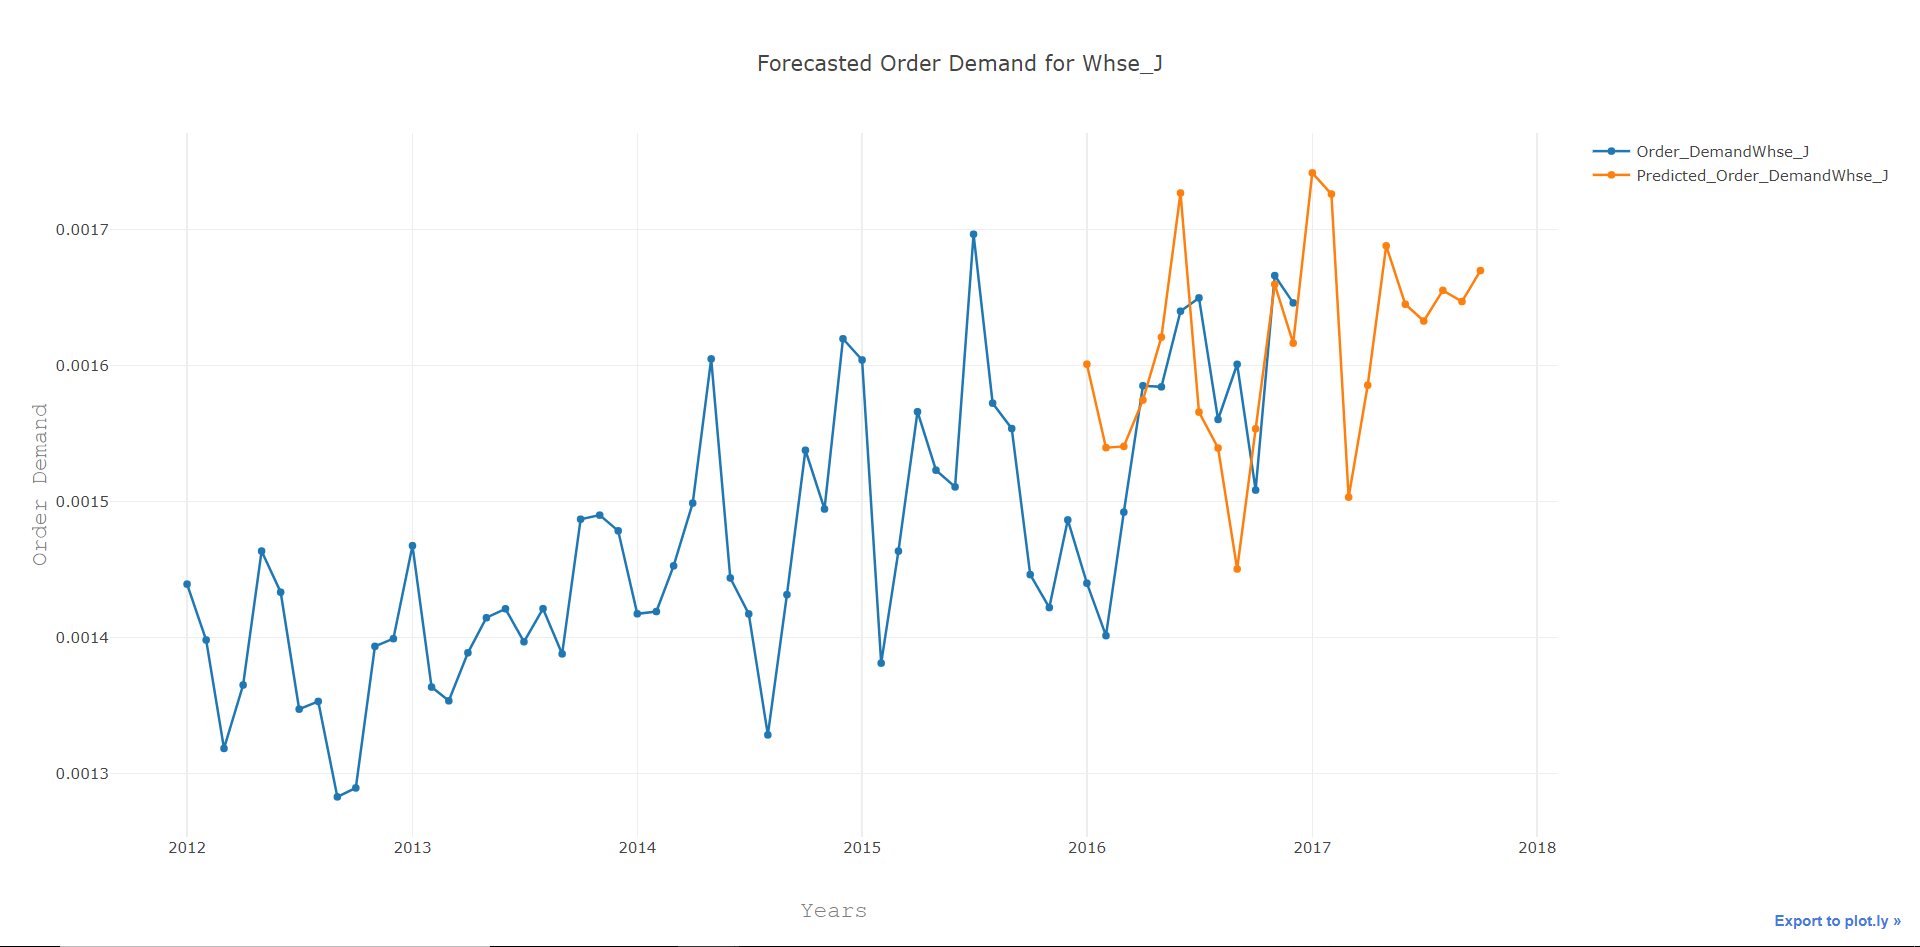 Forecasted Order Demand for Whse_J
Order_DemandWhse_J
Predicted_Order_DemandWhse_J
0.0017
0.0016
0.0015
0.0014
0.0013
Order Demand
2012 2013 2014 2015 2016 2017 2018
Years
Export to plot.ly »